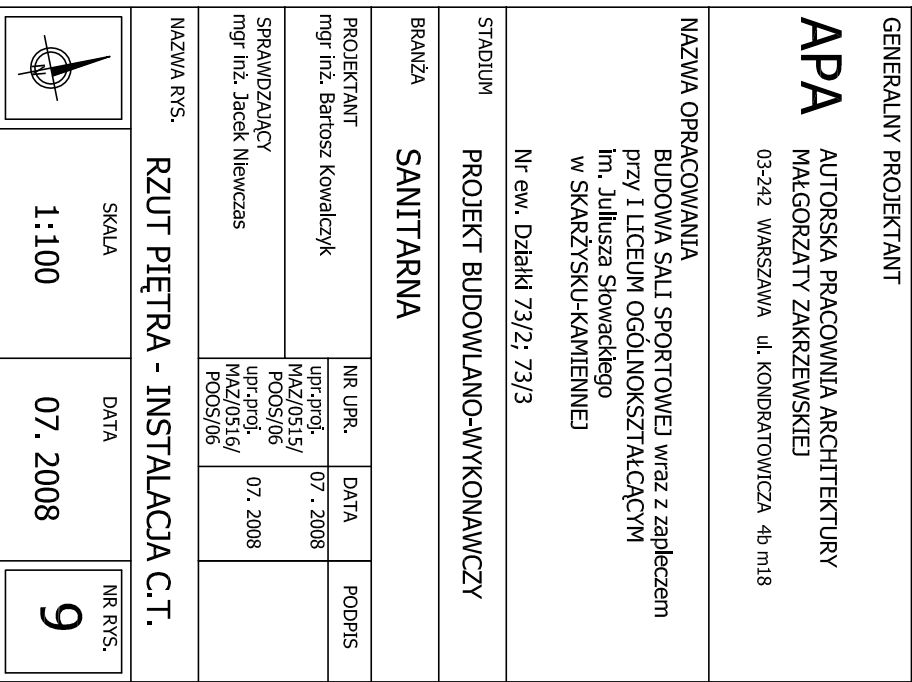 GENERALNY PROJEKTANT
APA
AUTORSKA PRACOWNIA ARCHITEKTURY
MAŁGORZATY ZAKRZEWSKIEJ
03-242 WARSZAWA ul. KONDRATOWICZA 4b m18
NAZWA OPRACOWANIA
BUDOWA SALI SPORTOWEJ wraz z zapleczem
przy I LICEUM OGÓLNOKSZTAŁCĄCYM
im. Juliusza Słowackiego
w SKARŻYSKU-KAMIENNEJ
Nr ew. Działki 73/2; 73/3
STADIUM
PROJEKT BUDOWLANO-WYKONAWCZY
BRANŻA
SANITARNA
NR UPR.
DATA
PODPIS
PROJEKTANT
mgr inż. Bartosz Kowalczyk
upr.proj.
MAZ/0515/
POOS/06
07 . 2008
SPRAWDZAJĄCY
mgr inż. Jacek Niewczas
upr.proj.
MAZ/0516/
POOS/06
07. 2008
NAZWA RYS.
RZUT PIĘTRA - INSTALACJA C.T.
N
SKALA
1:100
DATA
07. 2008
NR RYS.
9